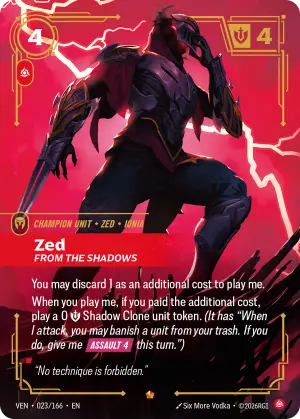 4
4
CHAMPION UNIT • ZED • IONIA
Zed
FROM THE SHADOWS
You may discard 1 as an additional cost to play me.
When you play me, if you paid the additional cost,
play a 0 Shadow Clone unit token. (It has “When
I attack, you may banish a unit from your trash. If you
do, give me ASSAULT 4 this turn.”)
“No technique is forbidden.”
VEN • 023/166 • EN
Six More Vodka • ©2026RGI